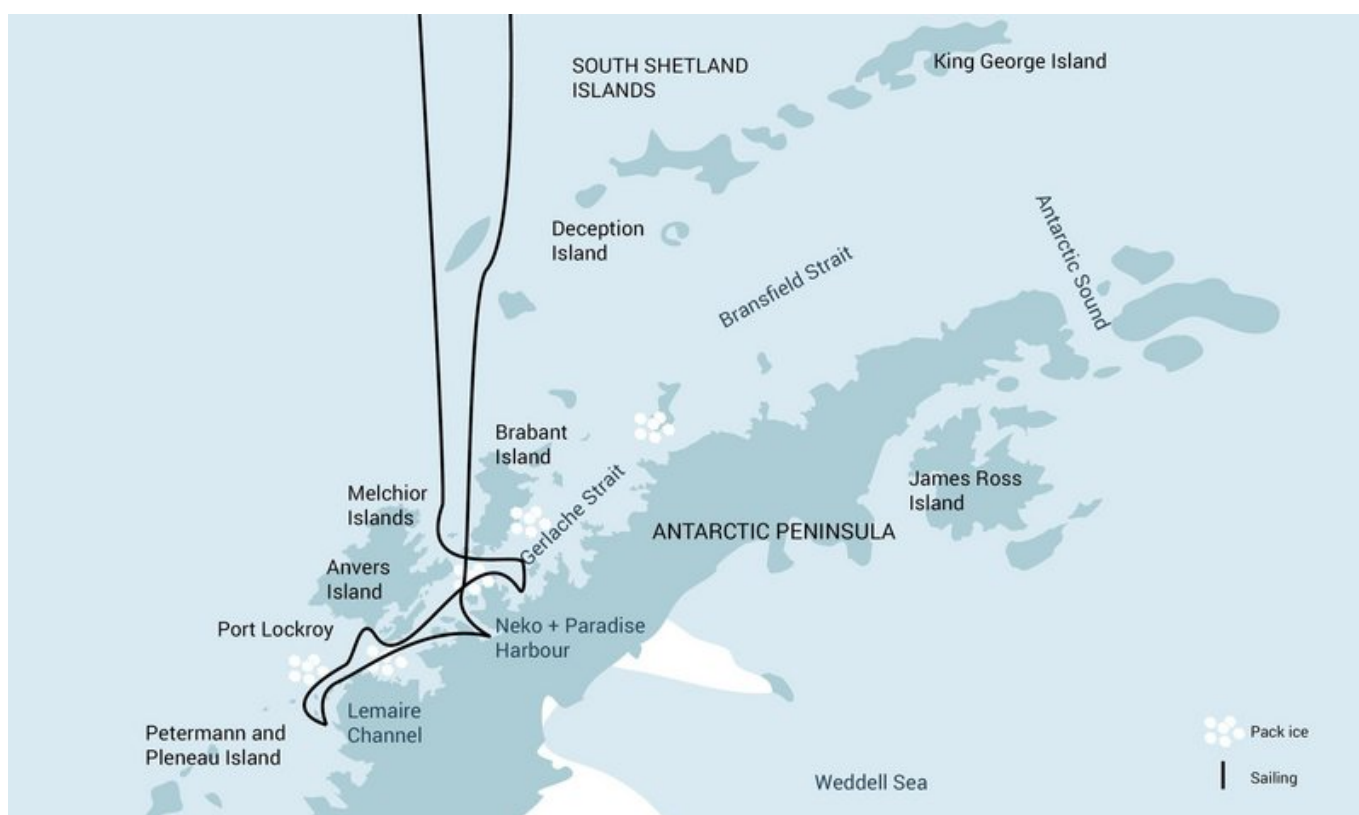 SOUTH SHETLAND
ISLANDS
King George Island
Deception
Island
Bransfield Strait
Antarctic Sound
Brabant
Island
Gerlache Strait
Melchior
Islands
James Ross
Island
ANTARCTIC PENINSULA
Anvers
Island
Port Lockroy
Neko + Paradise
Harbour
Lemaire
Channel
Petermann and
Pleneau Island
Weddell Sea
Pack ice
Sailing